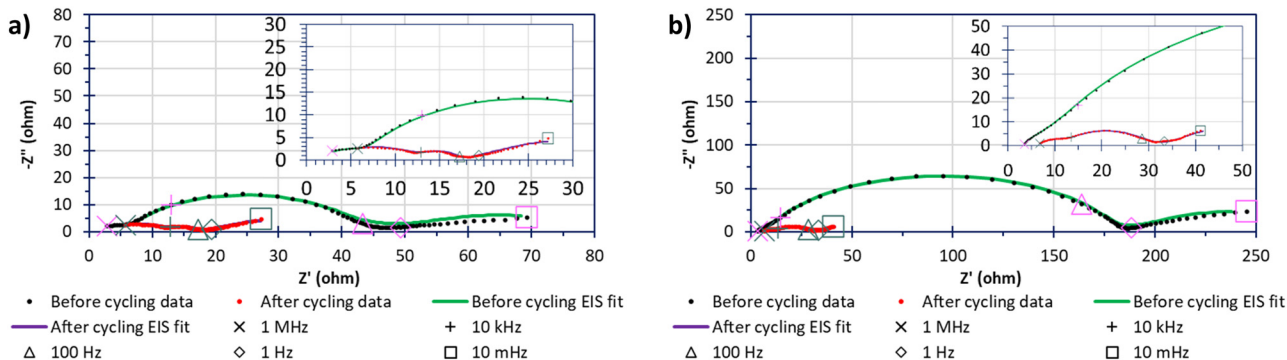 a)
80
70
60
50
40
30
20
10
0
-Z'' (ohm)
0 10 20 30 40 50 60 70 80
Z' (ohm)
30
25
20
15
10
5
0
0 5 10 15 20 25 30
Before cycling data
After cycling data
Before cycling EIS fit
After cycling EIS fit
1 MHz
10 kHz
100 Hz
1 Hz
10 mHz
b)
250
200
150
100
50
0
-Z'' (ohm)
0 50 100 150 200 250
Z' (ohm)
50
40
30
20
10
0
0 10 20 30 40 50
Before cycling data
After cycling data
Before cycling EIS fit
After cycling EIS fit
1 MHz
10 kHz
100 Hz
1 Hz
10 mHz